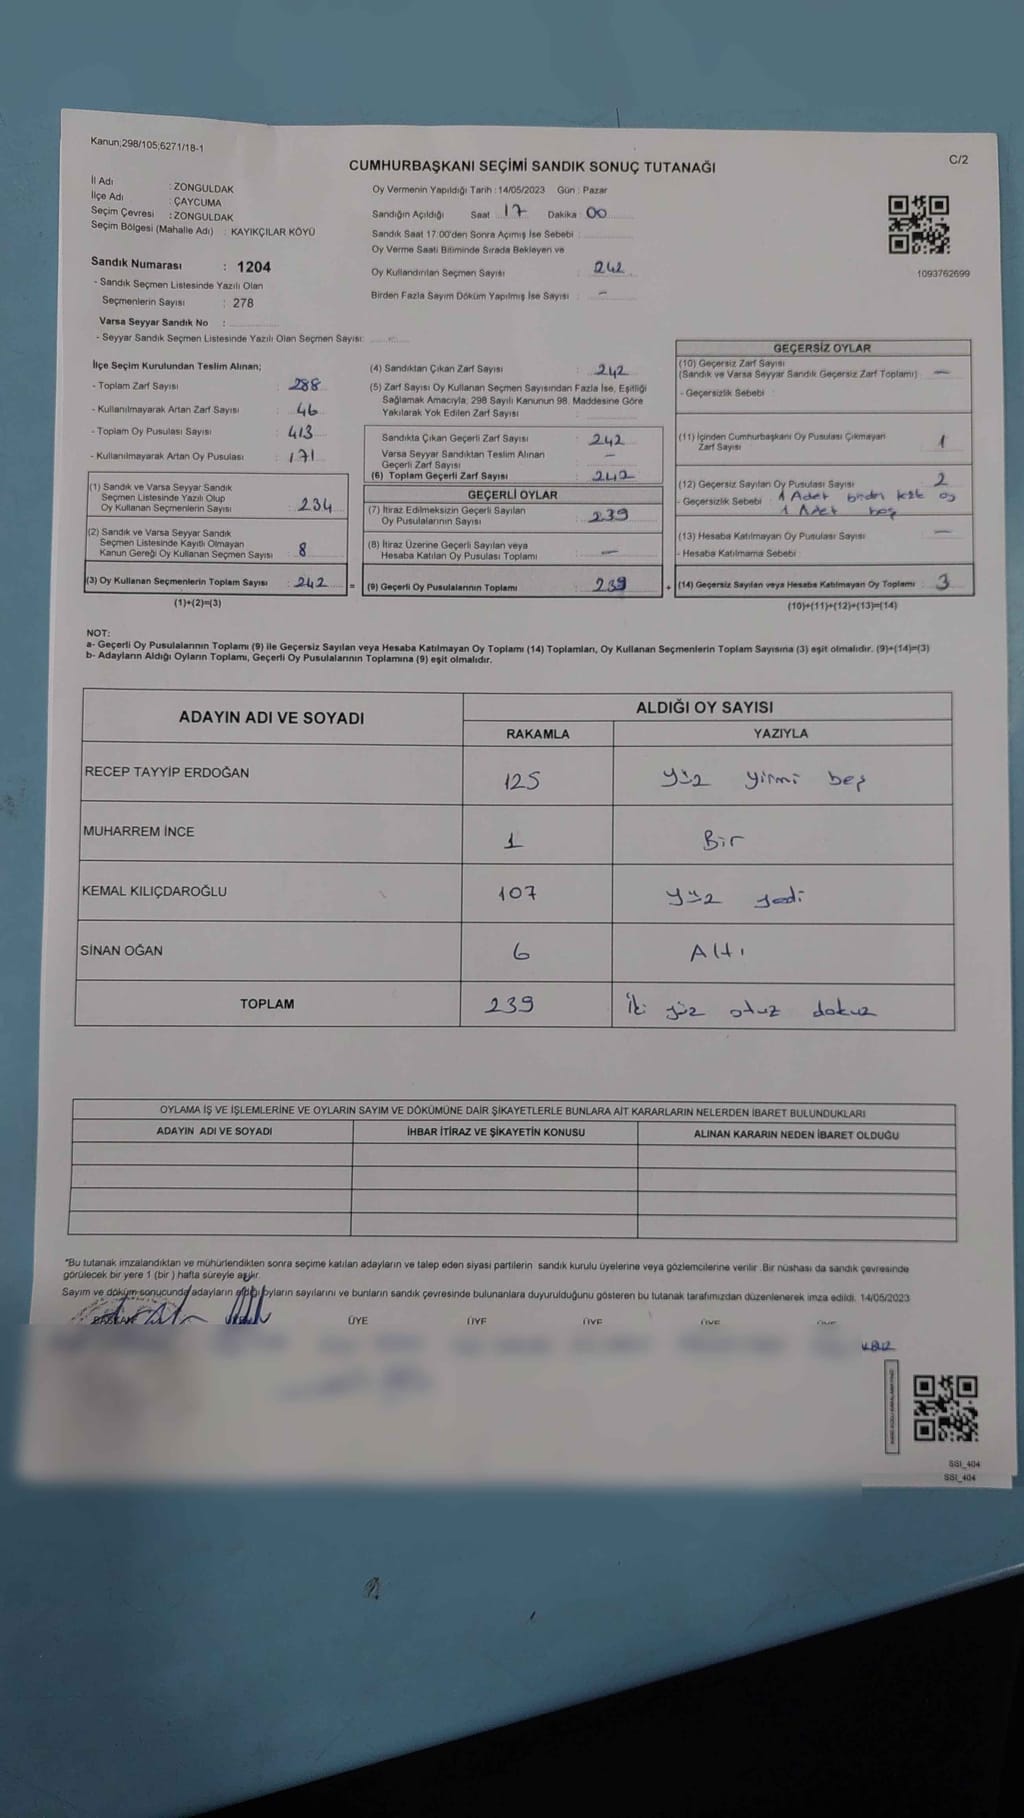 Kanun;298/105;6271/18-1
C/2
CUMHURBAŞKANI SEÇİMİ SANDIK SONUÇ TUTANAĞI
İl Adı : ZONGULDAK
İlçe Adı : ÇAYCUMA
Seçim Çevresi : ZONGULDAK
Seçim Bölgesi (Mahalle Adı) : KAYIKÇILAR KÖYÜ
Sandık Numarası : 1204
- Sandık Seçmen Listesinde Yazılı Olan
Seçmenlerin Sayısı : 278
Varsa Seyyar Sandık No :
- Seyyar Sandık Seçmen Listesinde Yazılı Olan Seçmen Sayısı:
Oy Vermenin Yapıldığı Tarih : 14/05/2023 Gün : Pazar
Sandığın Açıldığı Saat 17 Dakika 00
Sandık Saat 17:00'den Sonra Açımış İse Sebebi :
Oy Verme Saati Bitiminde Sırada Bekleyen ve
Oy Kullandırılan Seçmen Sayısı : 242
Birden Fazla Sayım Döküm Yapılmış İse Sayısı : -
1093762699
İlçe Seçim Kurulundan Teslim Alınan;
- Toplam Zarf Sayısı : 288
- Kullanılmayarak Artan Zarf Sayısı : 46
- Toplam Oy Pusulası Sayısı : 413
- Kullanılmayarak Artan Oy Pusulası : 171
(1) Sandık ve Varsa Seyyar Sandık
Seçmen Listesinde Yazılı Olup
Oy Kullanan Seçmenlerin Sayısı : 234
(2) Sandık ve Varsa Seyyar Sandık
Seçmen Listesinde Kayıtlı Olmayan
Kanun Gereği Oy Kullanan Seçmen Sayısı : 8
(3) Oy Kullanan Seçmenlerin Toplam Sayısı : 242 =
(1)+(2)=(3)
(4) Sandıktan Çıkan Zarf Sayısı : 242
(5) Zarf Sayısı Oy Kullanan Seçmen Sayısından Fazla İse, Eşitliği
Sağlamak Amacıyla, 298 Sayılı Kanunun 98. Maddesine Göre
Yakılarak Yok Edilen Zarf Sayısı :
Sandıkta Çıkan Geçerli Zarf Sayısı : 242
Varsa Seyyar Sandıktan Teslim Alınan
Geçerli Zarf Sayısı : -
(6) Toplam Geçerli Zarf Sayısı : 242
GEÇERLİ OYLAR
(7) İtiraz Edilmeksizin Geçerli Sayılan
Oy Pusulalarının Sayısı : 239
(8) İtiraz Üzerine Geçerli Sayılan veya
Hesaba Katılan Oy Pusulası Toplamı : -
(9) Geçerli Oy Pusulalarının Toplamı : 239 +
GEÇERSİZ OYLAR
(10) Geçersiz Zarf Sayısı
(Sandık ve Varsa Seyyar Sandık Geçersiz Zarf Toplamı) : -
- Geçersizlik Sebebi :
(11) İçinden Cumhurbaşkanı Oy Pusulası Çıkmayan
Zarf Sayısı : 1
(12) Geçersiz Sayılan Oy Pusulası Sayısı : 2
- Geçersizlik Sebebi : 1 Adet birden fazla oy
1 Adet boş
(13) Hesaba Katılmayan Oy Pusulası Sayısı : -
- Hesaba Katılmama Sebebi :
(14) Geçersiz Sayılan veya Hesaba Katılmayan Oy Toplamı : 3
(10)+(11)+(12)+(13)=(14)
NOT:
a- Geçerli Oy Pusulalarının Toplamı (9) ile Geçersiz Sayılan veya Hesaba Katılmayan Oy Toplamı (14) Toplamları, Oy Kullanan Seçmenlerin Toplam Sayısına (3) eşit olmalıdır. (9)+(14)=(3)
b- Adayların Aldığı Oyların Toplamı, Geçerli Oy Pusulalarının Toplamına (9) eşit olmalıdır.
ADAYIN ADI VE SOYADI
ALDIĞI OY SAYISI
RAKAMLA YAZIYLA
RECEP TAYYİP ERDOĞAN 125 Yüz yirmi beş
MUHARREM İNCE 1 Bir
KEMAL KILIÇDAROĞLU 107 Yüz yedi
SİNAN OĞAN 6 Altı
TOPLAM 239 İki yüz otuz dokuz
OYLAMA İŞ VE İŞLEMLERİNE VE OYLARIN SAYIM VE DÖKÜMÜNE DAİR ŞİKAYETLERLE BUNLARA AİT KARARLARIN NELERDEN İBARET BULUNDUKLARI
ADAYIN ADI VE SOYADI İHBAR İTİRAZ VE ŞİKAYETİN KONUSU ALINAN KARARIN NEDEN İBARET OLDUĞU
*Bu tutanak imzalandıktan ve mühürlendikten sonra seçime katılan adayların ve talep eden siyasi partilerin sandık kurulu üyelerine veya gözlemcilerine verilir. Bir nüshası da sandık çevresinde
görülecek bir yere 1 (bir ) hafta süreyle asılır.
Sayım ve döküm sonucunda adayların aldığı oyların sayılarını ve bunların sandık çevresinde bulunanlara duyurulduğunu gösteren bu tutanak tarafımızdan düzenlenerek imza edildi. 14/05/2023
BAŞKAN ÜYE ÜYE ÜYE ÜYE ÜYE
SSI_404
SSI_404